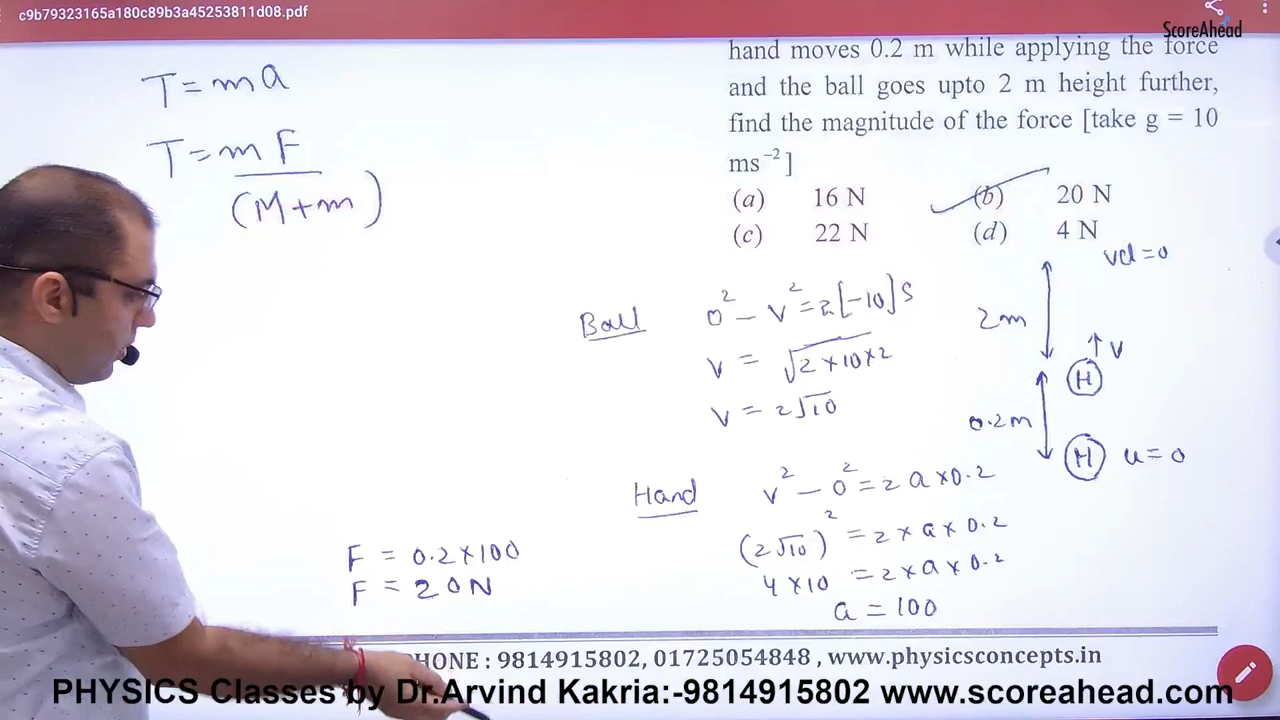 c9b79323165a180c89b3a45253811d08.pdf
ScoreAhead
hand moves 0.2 m while applying the force
and the ball goes upto 2 m height further,
find the magnitude of the force [take g = 10
ms⁻²]
(a) 16 N (b) 20 N
(c) 22 N (d) 4 N
T = ma
T = mF
(M+m)
vel = 0
2m
↑ V
H
0.2m
H u = 0
Ball 0² - V² = 2[-10] S
V = √2×10×2
V = 2√10
Hand V² - 0² = 2 a×0.2
(2√10)² = 2×a×0.2
4×10 = 2×a×0.2
a = 100
F = 0.2×100
F = 20N
HONE : 9814915802, 01725054848 , www.physicsconcepts.in
PHYSICS Classes by Dr.Arvind Kakria:-9814915802 www.scoreahead.com